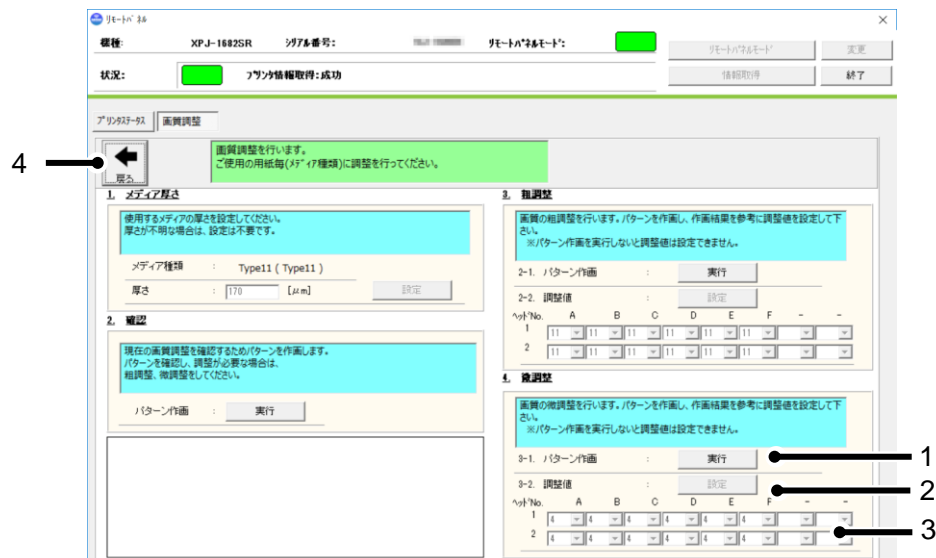 リモートパネル
機種: XPJ-1682SR シリアル番号: リモートパネルモード: リモートパネルモード 変更
状況: プリンタ情報取得:成功 情報取得 終了
プリンタステータス 画質調整
4
戻る
画質調整を行います。
ご使用の用紙毎(メディア種類)に調整を行ってください。
1. メディア厚さ
使用するメディアの厚さを設定してください。
厚さが不明な場合は、設定は不要です。
メディア種類 : Type11 ( Type11 )
厚さ : 170 [μm] 設定
2. 確認
現在の画質調整を確認するためパターンを作画します。
パターンを確認し、調整が必要な場合は、
粗調整、微調整をしてください。
パターン作画 : 実行
3. 粗調整
画質の粗調整を行います。パターンを作画し、作画結果を参考に調整値を設定して下
さい。
※パターン作画を実行しないと調整値は設定できません。
2-1. パターン作画 : 実行
2-2. 調整値 : 設定
ヘッドNo. A B C D E F - -
1 11 11 11 11 11 11
2 11 11 11 11 11 11
4. 微調整
画質の微調整を行います。パターンを作画し、作画結果を参考に調整値を設定して下
さい。
※パターン作画を実行しないと調整値は設定できません。
3-1. パターン作画 : 実行 1
3-2. 調整値 : 設定 2
ヘッドNo. A B C D E F - -
1 4 4 4 4 4 4
2 4 4 4 4 4 4 3